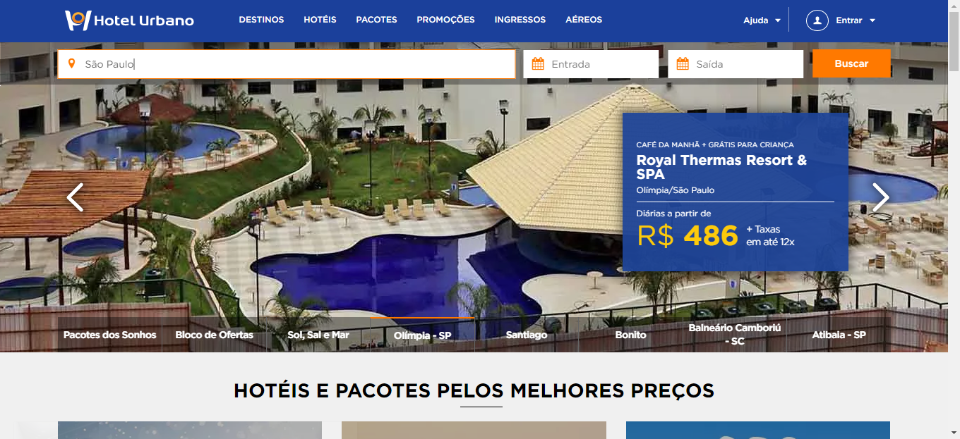 Hotel Urbano
DESTINOS HOTÉIS PACOTES PROMOÇÕES INGRESSOS AÉREOS
Ajuda Entrar
São Paulo Entrada Saída Buscar
CAFÉ DA MANHÃ + GRÁTIS PARA CRIANÇA
Royal Thermas Resort &
SPA
Olímpia/São Paulo
Diárias a partir de
R$ 486 + Taxas
em até 12x
Pacotes dos Sonhos Bloco de Ofertas Sol, Sal e Mar Olímpia - SP Santiago Bonito Balneário Camboriú
- SC Atibaia - SP
HOTÉIS E PACOTES PELOS MELHORES PREÇOS